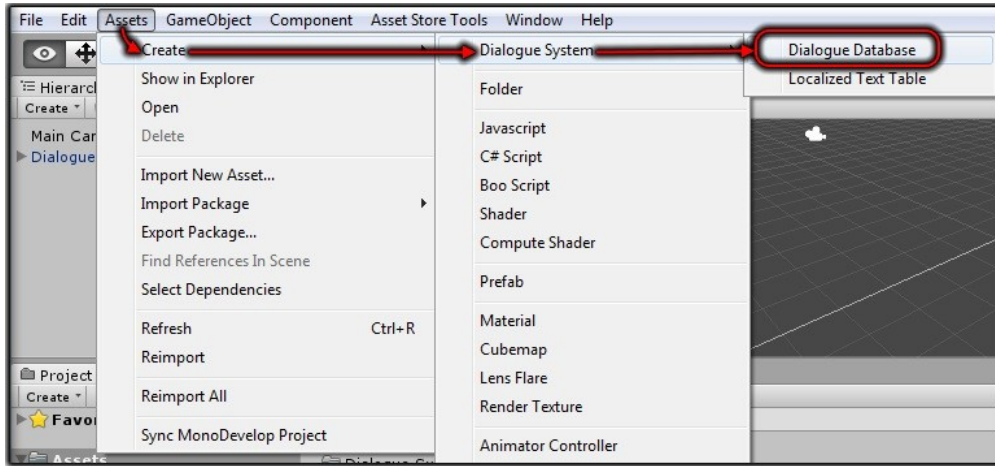 File Edit Assets GameObject Component Asset Store Tools Window Help
Create
Show in Explorer
Open
Delete
Import New Asset...
Import Package
Export Package...
Find References In Scene
Select Dependencies
Refresh Ctrl+R
Reimport
Reimport All
Sync MonoDevelop Project
Dialogue System
Folder
Javascript
C# Script
Boo Script
Shader
Compute Shader
Prefab
Material
Cubemap
Lens Flare
Render Texture
Animator Controller
Dialogue Database
Localized Text Table
Hierarc
Create
Main Car
Dialogue
Project
Create
Favo
Assets